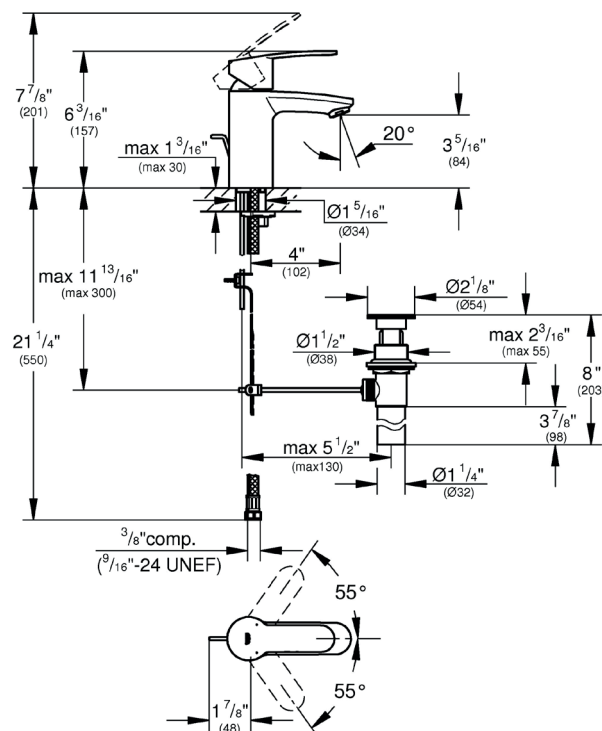 7 7/8"
(201)
6 3/16"
(157)
max 1 3/16"
(max 30)
20°
3 5/16"
(84)
Ø1 5/16"
(Ø34)
4"
(102)
max 11 13/16"
(max 300)
21 1/4"
(550)
Ø2 1/8"
(Ø54)
Ø1 1/2"
(Ø38)
max 2 3/16"
(max 55)
8"
(203)
3 7/8"
(98)
max 5 1/2"
(max130)
Ø1 1/4"
(Ø32)
3/8"comp.
(9/16"-24 UNEF)
55°
55°
1 7/8"
(48)